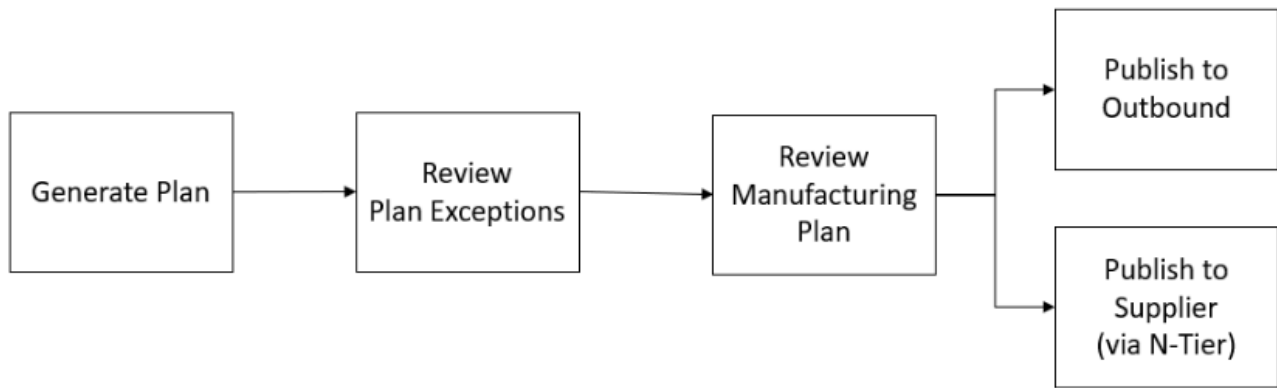 Generate Plan
Review
Plan Exceptions
Review
Manufacturing
Plan
Publish to
Outbound
Publish to
Supplier
(via N-Tier)